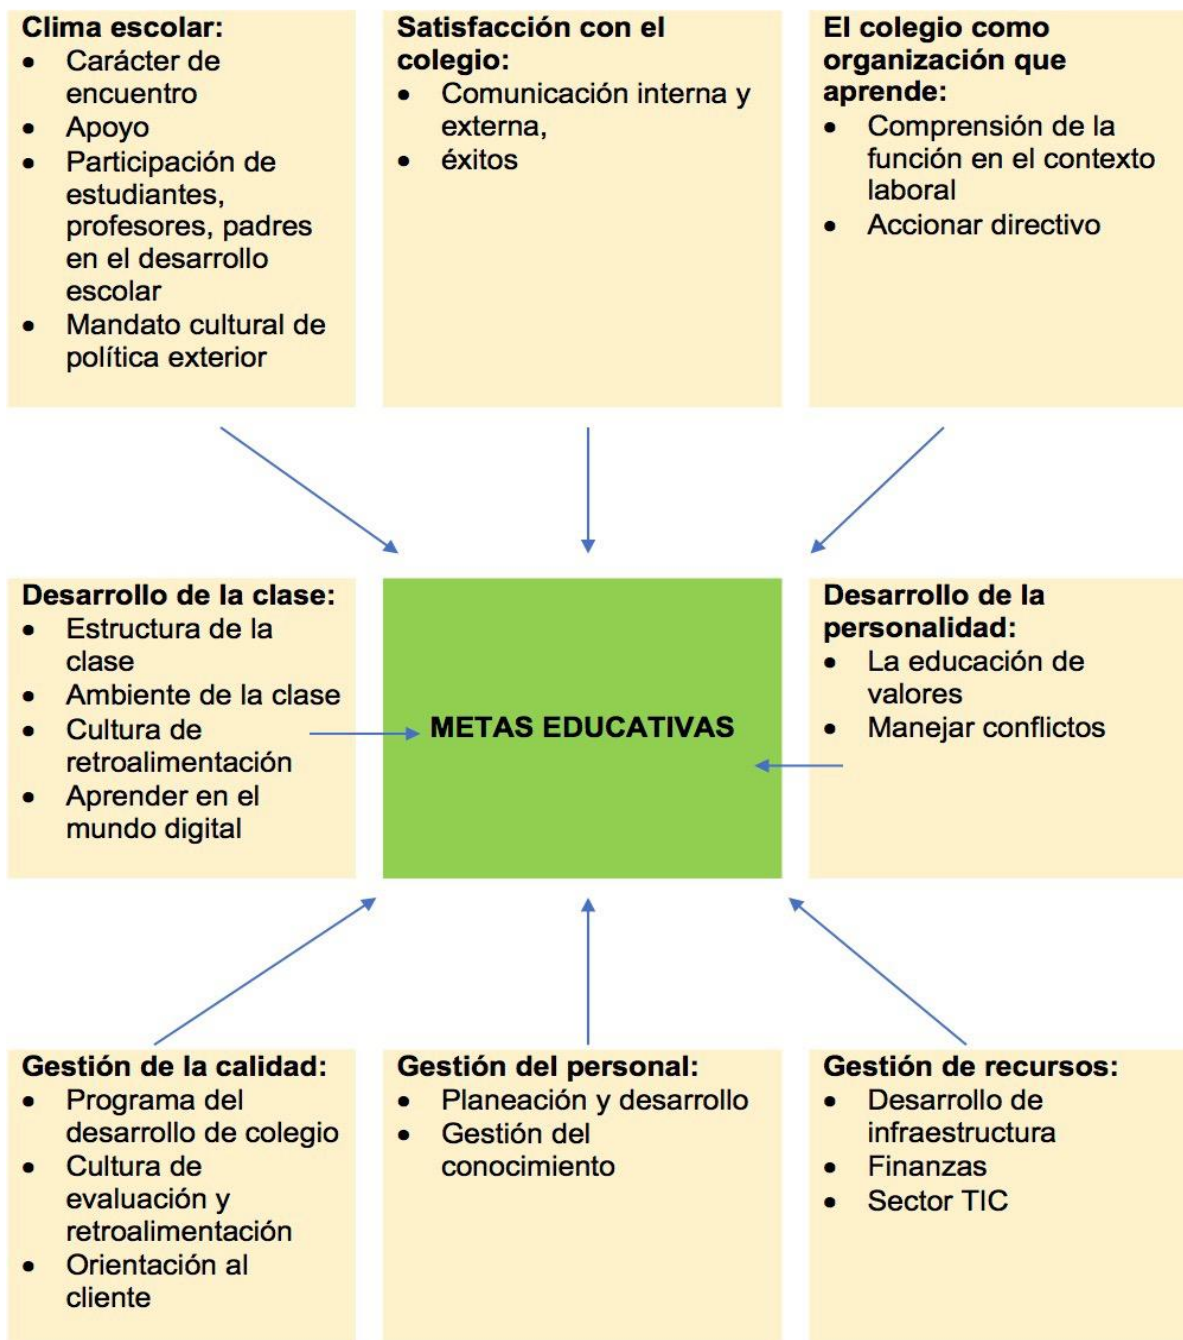 Clima escolar:
• Carácter de
encuentro
• Apoyo
• Participación de
estudiantes,
profesores, padres
en el desarrollo
escolar
• Mandato cultural de
política exterior
Satisfacción con el
colegio:
• Comunicación interna y
externa,
• éxitos
El colegio como
organización que
aprende:
• Comprensión de la
función en el contexto
laboral
• Accionar directivo
Desarrollo de la clase:
• Estructura de la
clase
• Ambiente de la clase
• Cultura de
retroalimentación
• Aprender en el
mundo digital
METAS EDUCATIVAS
Desarrollo de la
personalidad:
• La educación de
valores
• Manejar conflictos
Gestión de la calidad:
• Programa del
desarrollo de colegio
• Cultura de
evaluación y
retroalimentación
• Orientación al
cliente
Gestión del personal:
• Planeación y desarrollo
• Gestión del
conocimiento
Gestión de recursos:
• Desarrollo de
infraestructura
• Finanzas
• Sector TIC